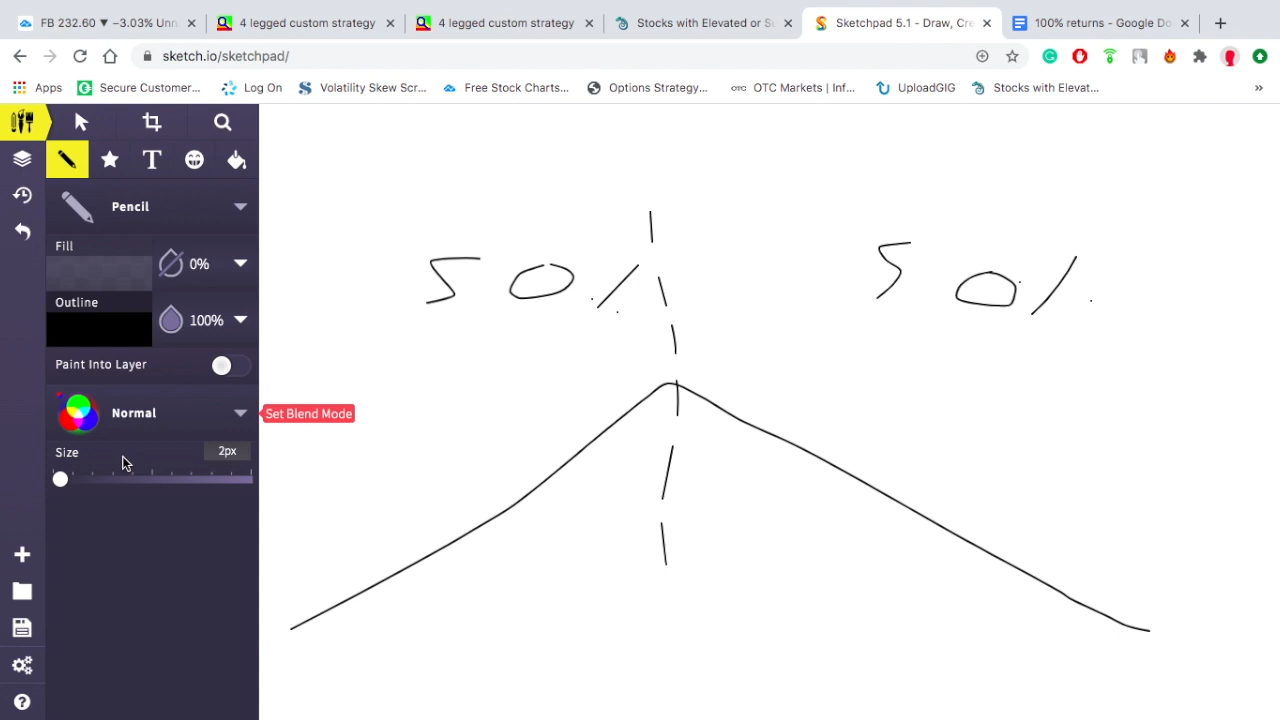 FB 232.60 ▼ −3.03% Unn
4 legged custom strategy
4 legged custom strategy
Stocks with Elevated or Su
Sketchpad 5.1 - Draw, Cre
100% returns - Google Do
sketch.io/sketchpad/
Apps
Secure Customer...
Log On
Volatility Skew Scr...
Free Stock Charts...
Options Strategy...
OTC Markets | Inf...
UploadGIG
Stocks with Elevat...
»
T
Pencil
Fill
0%
Outline
100%
Paint Into Layer
Normal
Set Blend Mode
Size
2px
50%
50%